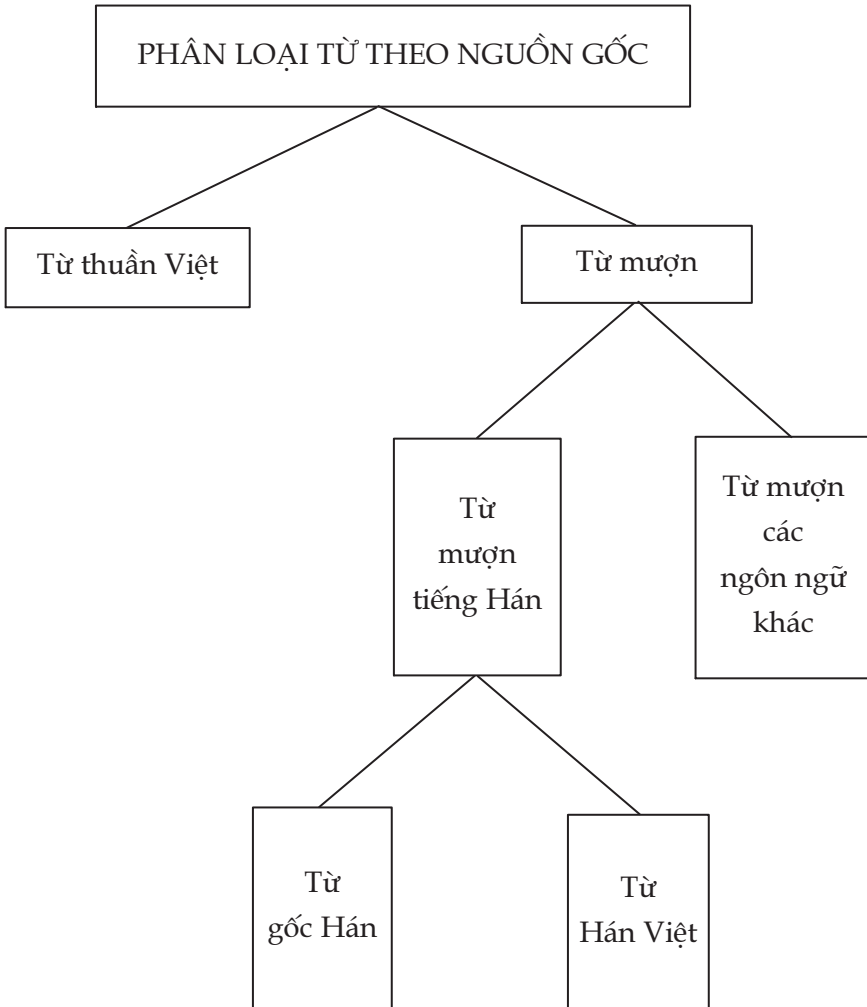 PHÂN LOẠI TỪ THEO NGUỒN GỐC
Từ thuần Việt
Từ mượn
Từ
mượn
tiếng Hán
Từ mượn
các
ngôn ngữ
khác
Từ
gốc Hán
Từ
Hán Việt